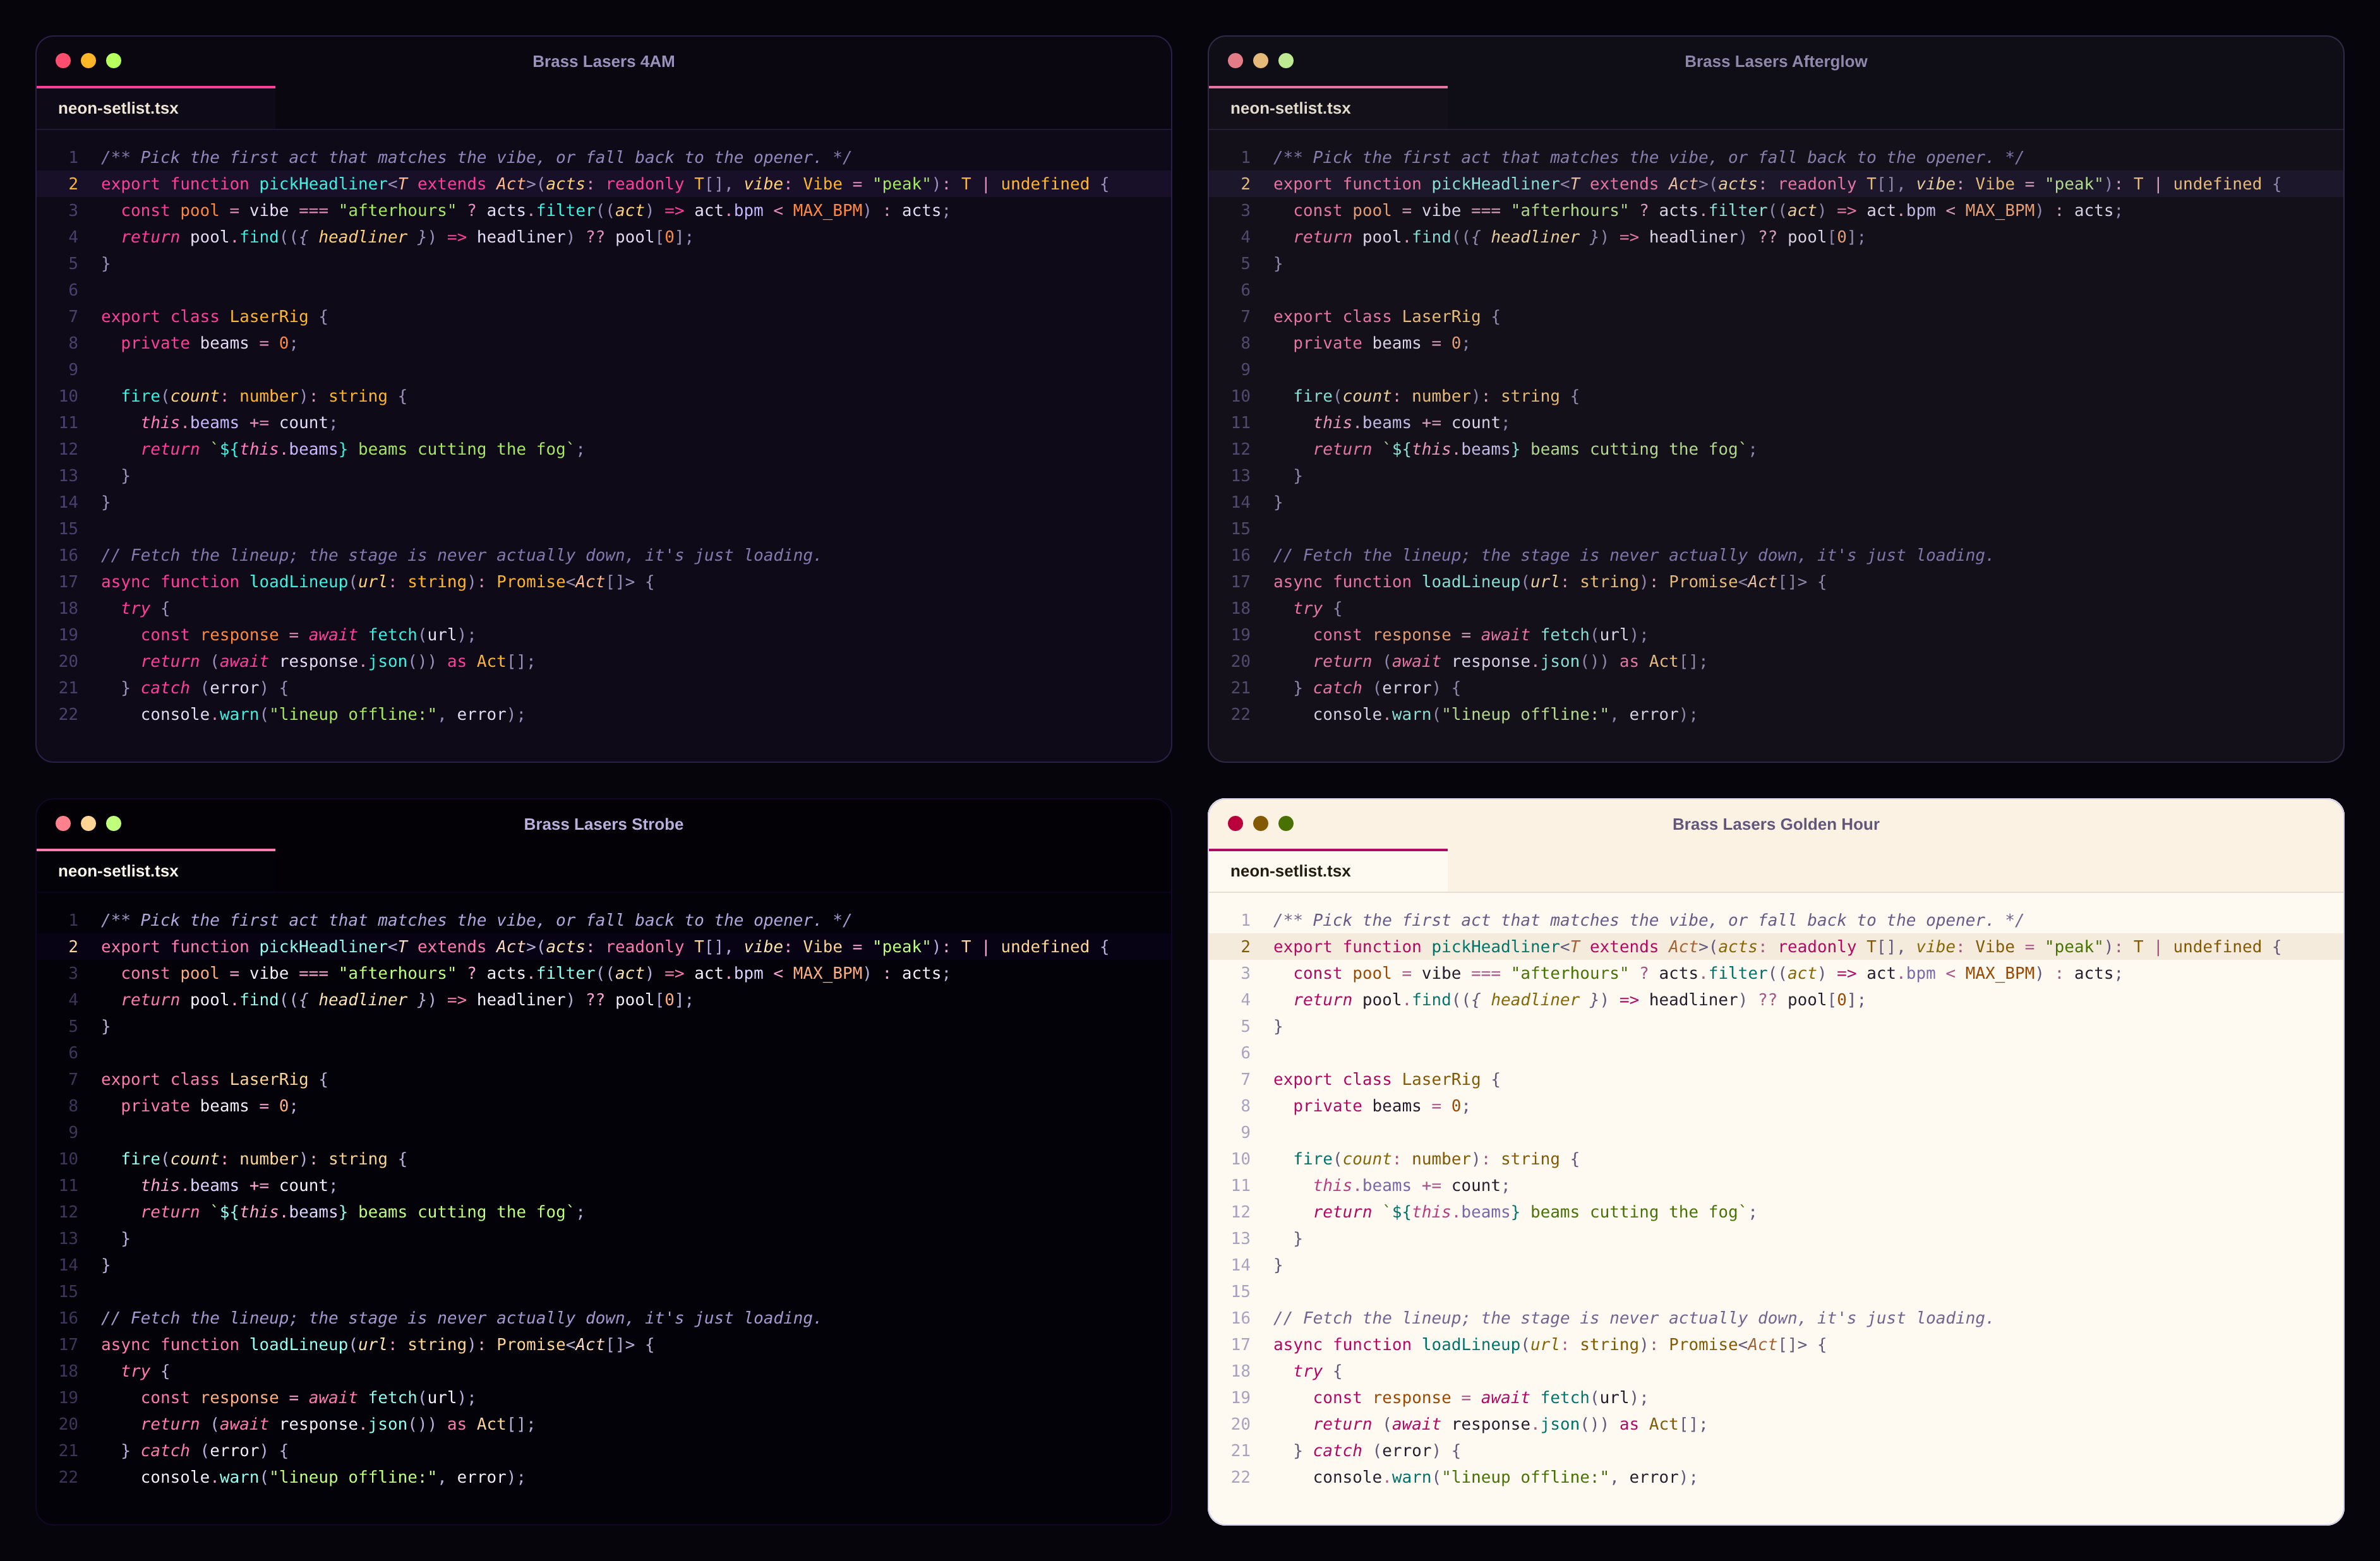 Brass Lasers 4AM
neon-setlist.tsx
1 /** Pick the first act that matches the vibe, or fall back to the opener. */
2 export function pickHeadliner<T extends Act>(acts: readonly T[], vibe: Vibe = "peak"): T | undefined {
3   const pool = vibe === "afterhours" ? acts.filter((act) => act.bpm < MAX_BPM) : acts;
4   return pool.find(({ headliner }) => headliner) ?? pool[0];
5 }
6
7 export class LaserRig {
8   private beams = 0;
9
10   fire(count: number): string {
11     this.beams += count;
12     return `${this.beams} beams cutting the fog`;
13   }
14 }
15
16 // Fetch the lineup; the stage is never actually down, it's just loading.
17 async function loadLineup(url: string): Promise<Act[]> {
18   try {
19     const response = await fetch(url);
20     return (await response.json()) as Act[];
21   } catch (error) {
22     console.warn("lineup offline:", error);
Brass Lasers Afterglow
neon-setlist.tsx
1 /** Pick the first act that matches the vibe, or fall back to the opener. */
2 export function pickHeadliner<T extends Act>(acts: readonly T[], vibe: Vibe = "peak"): T | undefined {
3   const pool = vibe === "afterhours" ? acts.filter((act) => act.bpm < MAX_BPM) : acts;
4   return pool.find(({ headliner }) => headliner) ?? pool[0];
5 }
6
7 export class LaserRig {
8   private beams = 0;
9
10   fire(count: number): string {
11     this.beams += count;
12     return `${this.beams} beams cutting the fog`;
13   }
14 }
15
16 // Fetch the lineup; the stage is never actually down, it's just loading.
17 async function loadLineup(url: string): Promise<Act[]> {
18   try {
19     const response = await fetch(url);
20     return (await response.json()) as Act[];
21   } catch (error) {
22     console.warn("lineup offline:", error);
Brass Lasers Strobe
neon-setlist.tsx
1 /** Pick the first act that matches the vibe, or fall back to the opener. */
2 export function pickHeadliner<T extends Act>(acts: readonly T[], vibe: Vibe = "peak"): T | undefined {
3   const pool = vibe === "afterhours" ? acts.filter((act) => act.bpm < MAX_BPM) : acts;
4   return pool.find(({ headliner }) => headliner) ?? pool[0];
5 }
6
7 export class LaserRig {
8   private beams = 0;
9
10   fire(count: number): string {
11     this.beams += count;
12     return `${this.beams} beams cutting the fog`;
13   }
14 }
15
16 // Fetch the lineup; the stage is never actually down, it's just loading.
17 async function loadLineup(url: string): Promise<Act[]> {
18   try {
19     const response = await fetch(url);
20     return (await response.json()) as Act[];
21   } catch (error) {
22     console.warn("lineup offline:", error);
Brass Lasers Golden Hour
neon-setlist.tsx
1 /** Pick the first act that matches the vibe, or fall back to the opener. */
2 export function pickHeadliner<T extends Act>(acts: readonly T[], vibe: Vibe = "peak"): T | undefined {
3   const pool = vibe === "afterhours" ? acts.filter((act) => act.bpm < MAX_BPM) : acts;
4   return pool.find(({ headliner }) => headliner) ?? pool[0];
5 }
6
7 export class LaserRig {
8   private beams = 0;
9
10   fire(count: number): string {
11     this.beams += count;
12     return `${this.beams} beams cutting the fog`;
13   }
14 }
15
16 // Fetch the lineup; the stage is never actually down, it's just loading.
17 async function loadLineup(url: string): Promise<Act[]> {
18   try {
19     const response = await fetch(url);
20     return (await response.json()) as Act[];
21   } catch (error) {
22     console.warn("lineup offline:", error);